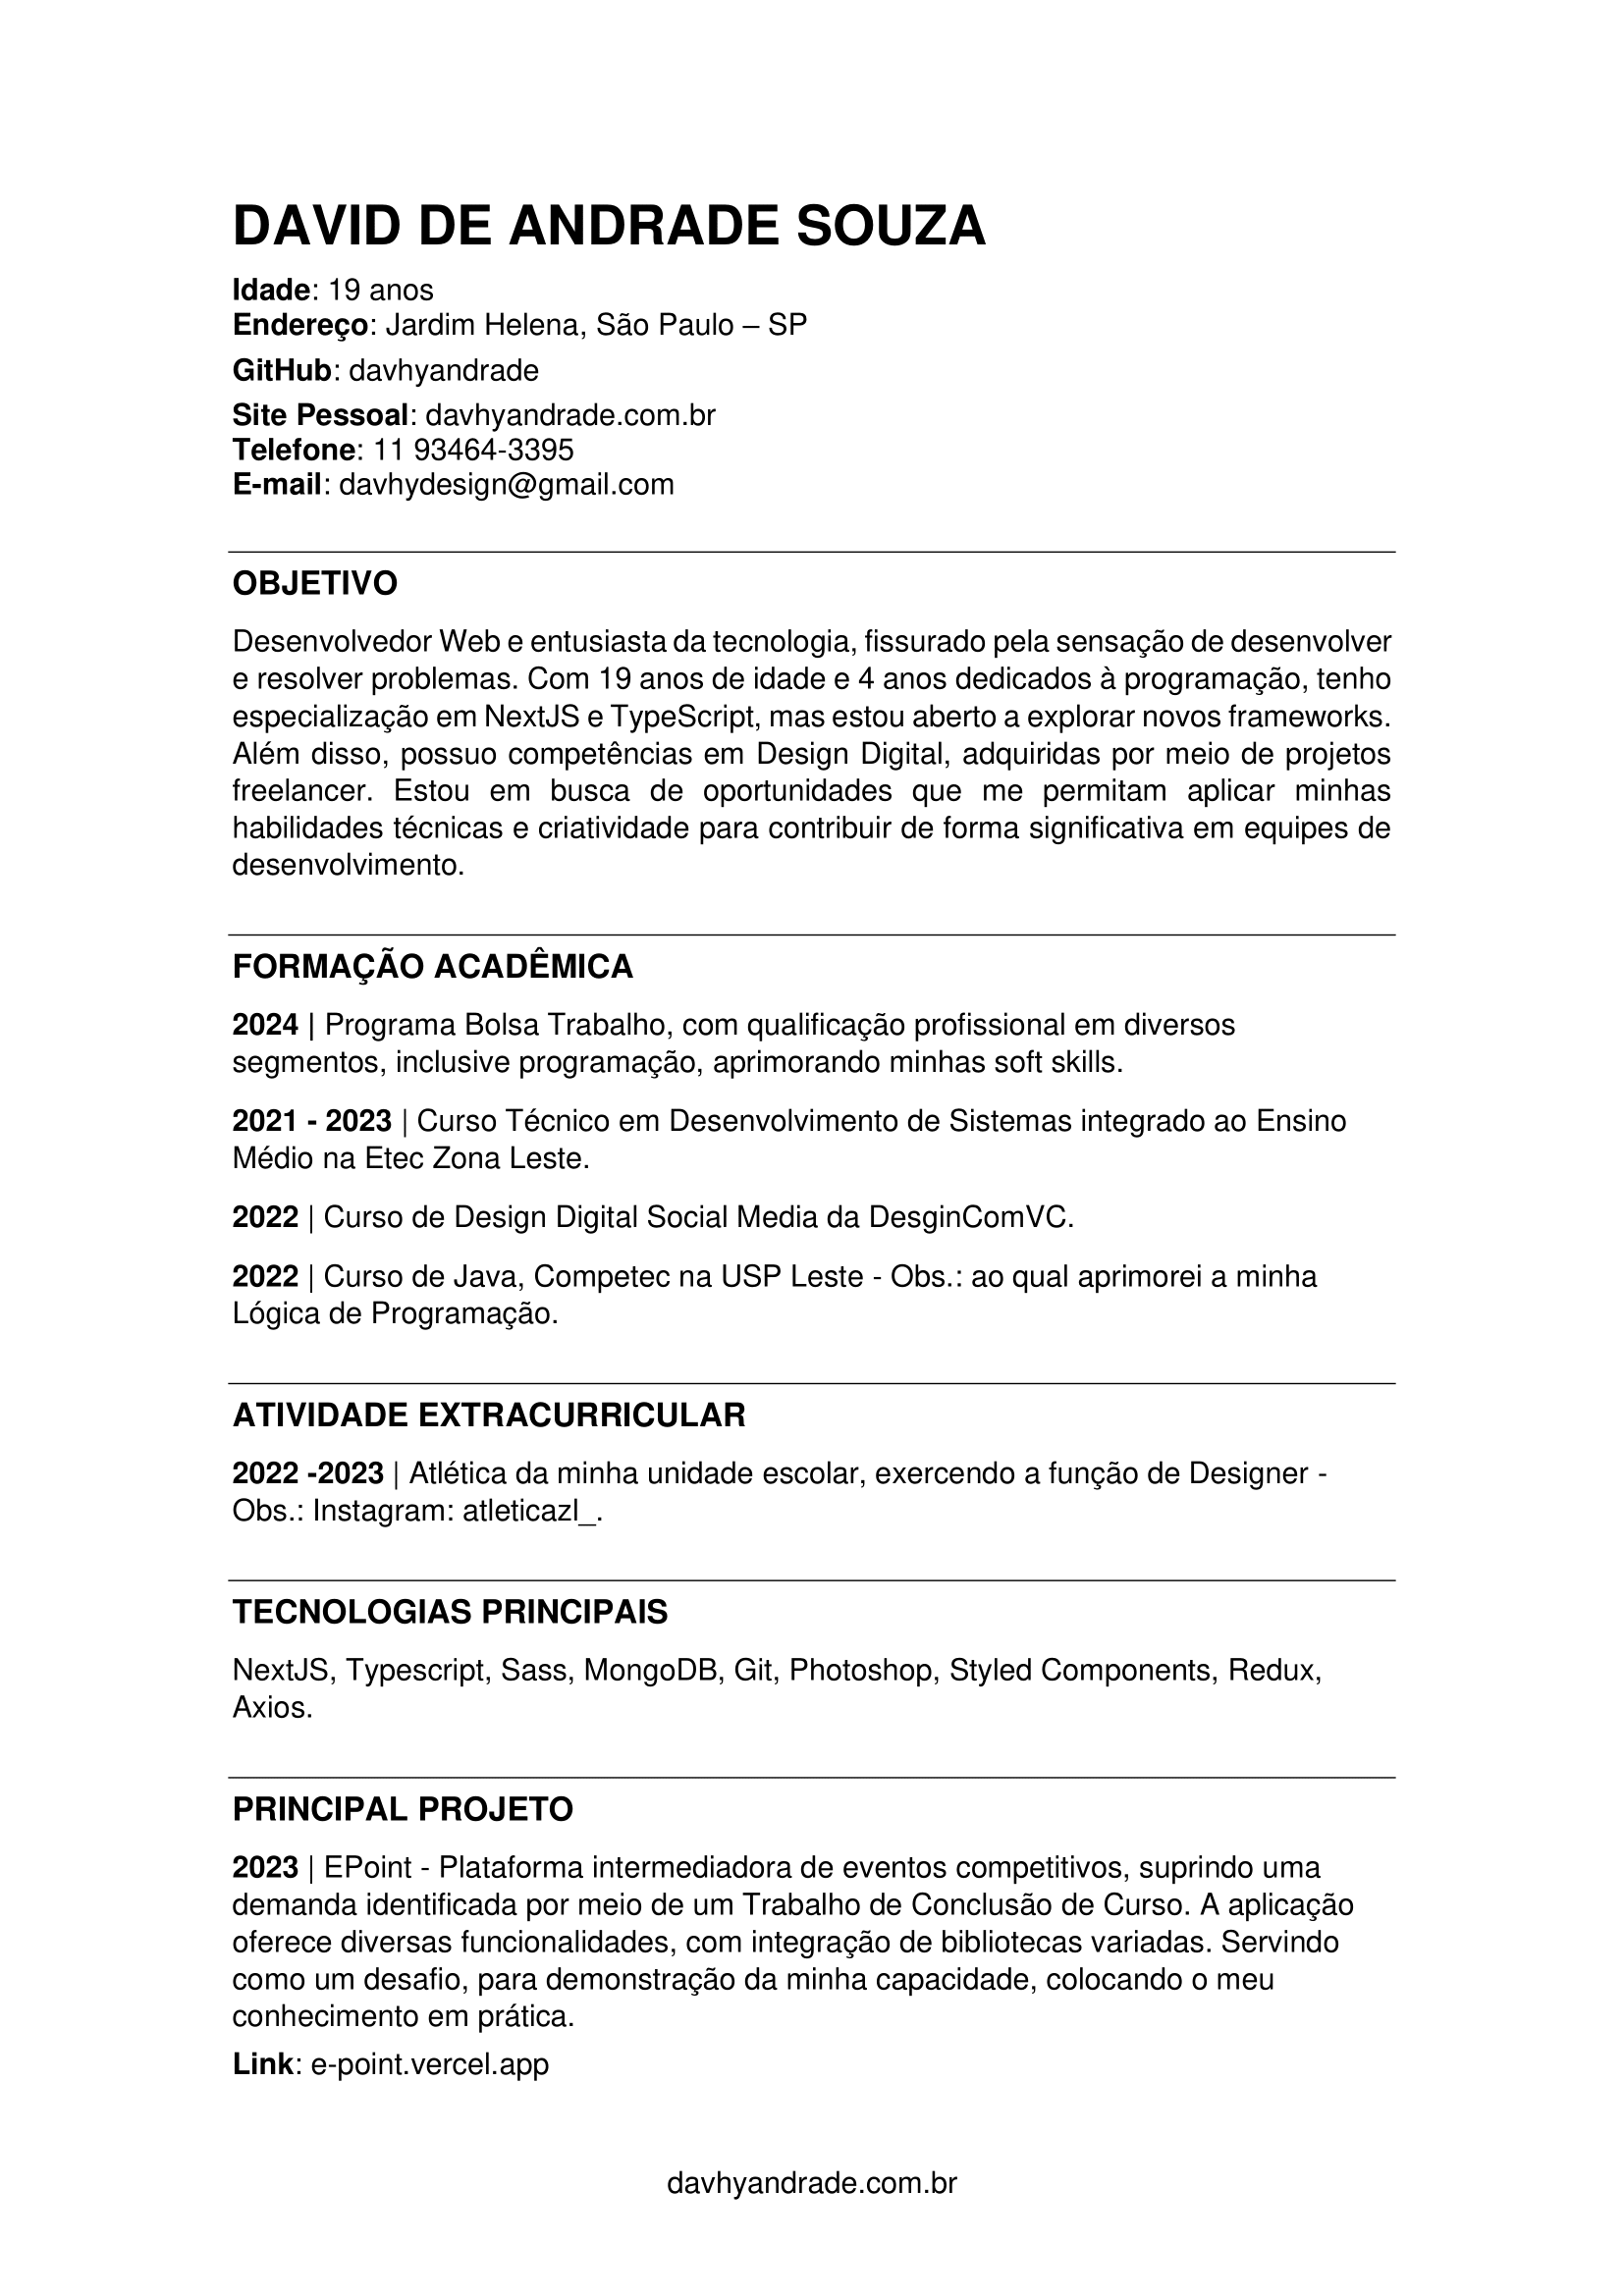 DAVID DE ANDRADE SOUZA
Idade: 19 anos
Endereço: Jardim Helena, São Paulo – SP
GitHub: davhyandrade
Site Pessoal: davhyandrade.com.br
Telefone: 11 93464-3395
E-mail: davhydesign@gmail.com
OBJETIVO
Desenvolvedor Web e entusiasta da tecnologia, fissurado pela sensação de desenvolver
e resolver problemas. Com 19 anos de idade e 4 anos dedicados à programação, tenho
especialização em NextJS e TypeScript, mas estou aberto a explorar novos frameworks.
Além disso, possuo competências em Design Digital, adquiridas por meio de projetos
freelancer. Estou em busca de oportunidades que me permitam aplicar minhas
habilidades técnicas e criatividade para contribuir de forma significativa em equipes de
desenvolvimento.
FORMAÇÃO ACADÊMICA
2024 | Programa Bolsa Trabalho, com qualificação profissional em diversos
segmentos, inclusive programação, aprimorando minhas soft skills.
2021 - 2023 | Curso Técnico em Desenvolvimento de Sistemas integrado ao Ensino
Médio na Etec Zona Leste.
2022 | Curso de Design Digital Social Media da DesginComVC.
2022 | Curso de Java, Competec na USP Leste - Obs.: ao qual aprimorei a minha
Lógica de Programação.
ATIVIDADE EXTRACURRICULAR
2022 -2023 | Atlética da minha unidade escolar, exercendo a função de Designer -
Obs.: Instagram: atleticazl_.
TECNOLOGIAS PRINCIPAIS
NextJS, Typescript, Sass, MongoDB, Git, Photoshop, Styled Components, Redux,
Axios.
PRINCIPAL PROJETO
2023 | EPoint - Plataforma intermediadora de eventos competitivos, suprindo uma
demanda identificada por meio de um Trabalho de Conclusão de Curso. A aplicação
oferece diversas funcionalidades, com integração de bibliotecas variadas. Servindo
como um desafio, para demonstração da minha capacidade, colocando o meu
conhecimento em prática.
Link: e-point.vercel.app
davhyandrade.com.br